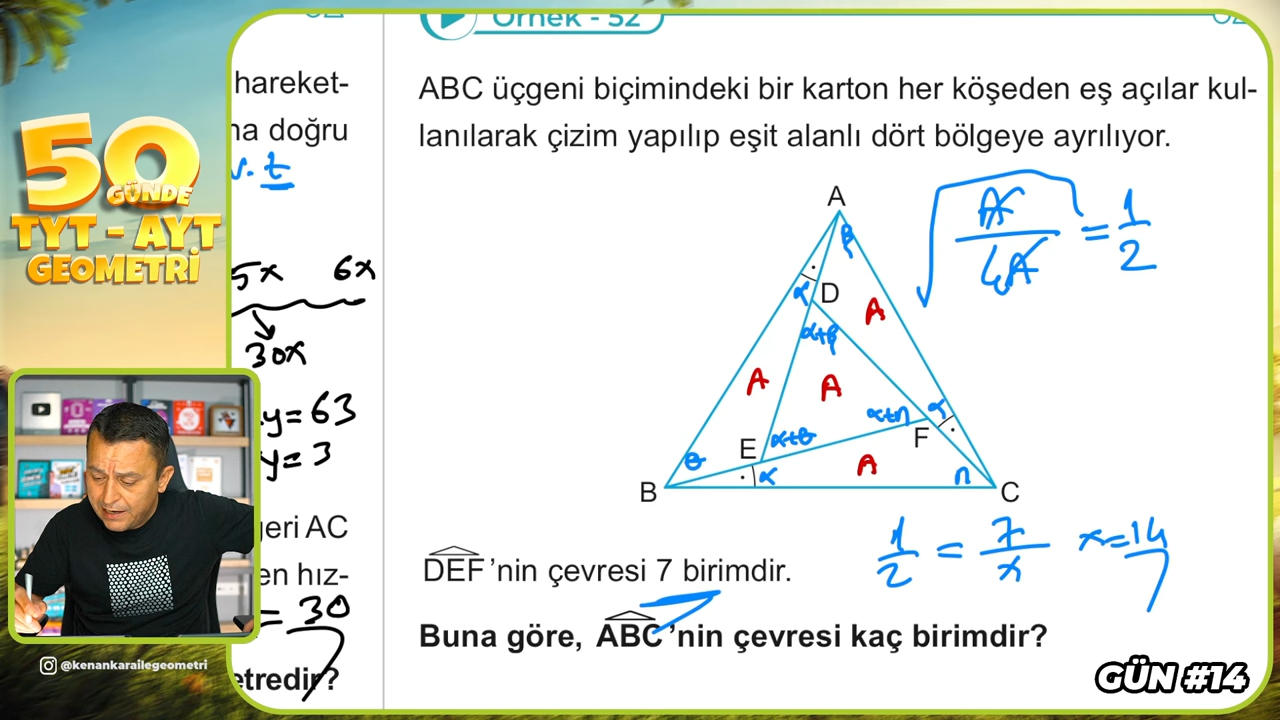 Örnek - 52
hareket-
na doğru
v.t
5x 6x
30x
y=63
y=3
geri AC
en hız-
= 30
etredir?
50
GÜNDE
TYT - AYT
GEOMETRİ
ABC üçgeni biçimindeki bir karton her köşeden eş açılar kul-
lanılarak çizim yapılıp eşit alanlı dört bölgeye ayrılıyor.
A
β
α D
A
α+β
A A
α+n α
F
E α+θ
θ
α
A
n
B C
√A/4A = 1/2
1/2 = 7/x x=14
DEF'nin çevresi 7 birimdir.
Buna göre, ABC'nin çevresi kaç birimdir?
@kenankarailegeometri
GÜN #14